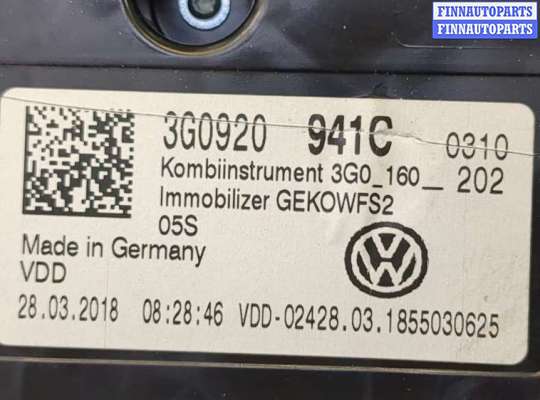 FINNAUTOPARTS
FINNAUTOPARTS
3G0920 941C 0310
Kombiinstrument 3G0_160__ 202
Immobilizer GEKOWFS2
05S
Made in Germany
VDD
28.03.2018 08:28:46 VDD-02428.03.1855030625